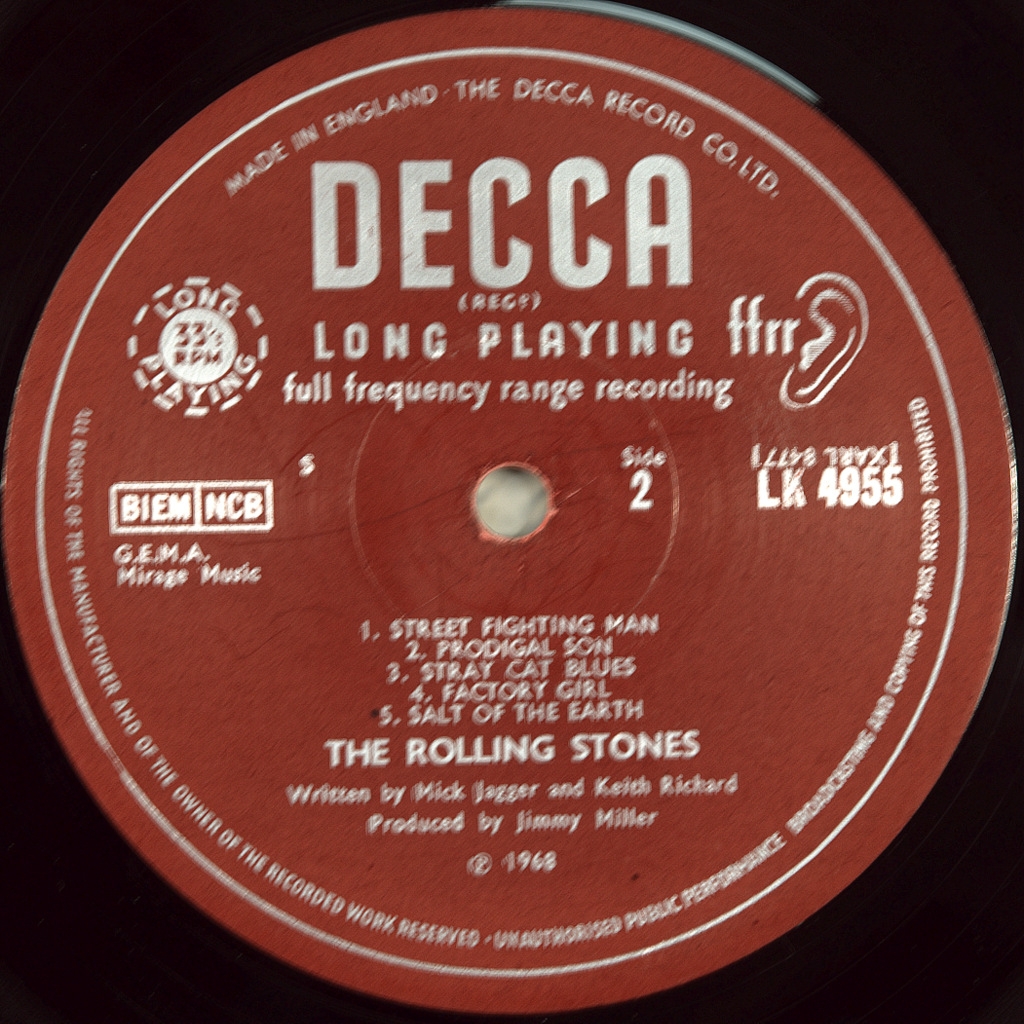 MADE IN ENGLAND · THE DECCA RECORD CO. LTD.
DECCA
(REGD)
LONG PLAYING
ffrr
full frequency range recording
LONG
33⅓
RPM
PLAYING
S
Side
2
(XARL 8477)
LK 4955
BIEM NCB
G.E.M.A.
Mirage Music
1. STREET FIGHTING MAN
2. PRODIGAL SON
3. STRAY CAT BLUES
4. FACTORY GIRL
5. SALT OF THE EARTH
THE ROLLING STONES
Written by Mick Jagger and Keith Richard
Produced by Jimmy Miller
℗ 1968
ALL RIGHTS OF THE MANUFACTURER AND OF THE OWNER OF THE RECORDED WORK RESERVED · UNAUTHORISED PUBLIC PERFORMANCE BROADCASTING AND COPYING OF THIS RECORD PROHIBITED